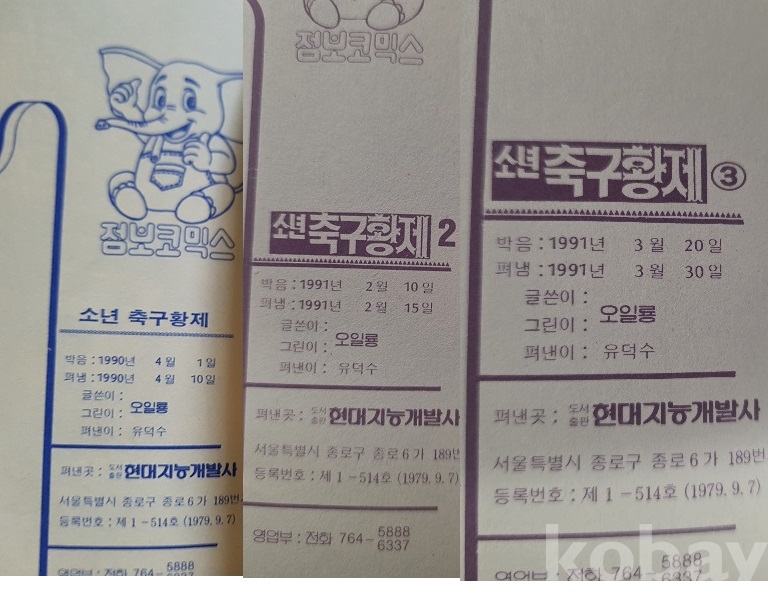 점보코믹스
소년 축구황제
박음 : 1990년 4월 1일
펴냄 : 1990년 4월 10일
글쓴이 :
그린이 : 오일룡
펴낸이 : 유덕수
펴낸곳 : 도서출판 현대지능개발사
서울특별시 종로구 종로6가 189번
등록번호 : 제 1-514호 (1979. 9. 7)
영업부 : 전화 764-5888
6337
점보코믹스
소년 축구황제 2
박음 : 1991년 2월 10일
펴냄 : 1991년 2월 15일
글쓴이 :
그린이 : 오일룡
펴낸이 : 유덕수
펴낸곳 : 도서출판 현대지능개발사
서울특별시 종로구 종로6가 189번
등록번호 : 제 1-514호 (1979. 9. 7)
영업부 : 전화 764-5888
6337
소년 축구황제 ③
박음 : 1991년 3월 20일
펴냄 : 1991년 3월 30일
글쓴이 :
그린이 : 오일룡
펴낸이 : 유덕수
펴낸곳 : 도서출판 현대지능개발사
서울특별시 종로구 종로6가 189번
등록번호 : 제 1-514호 (1979. 9. 7)
영업부 : 전화 764-5888
6337
kobay